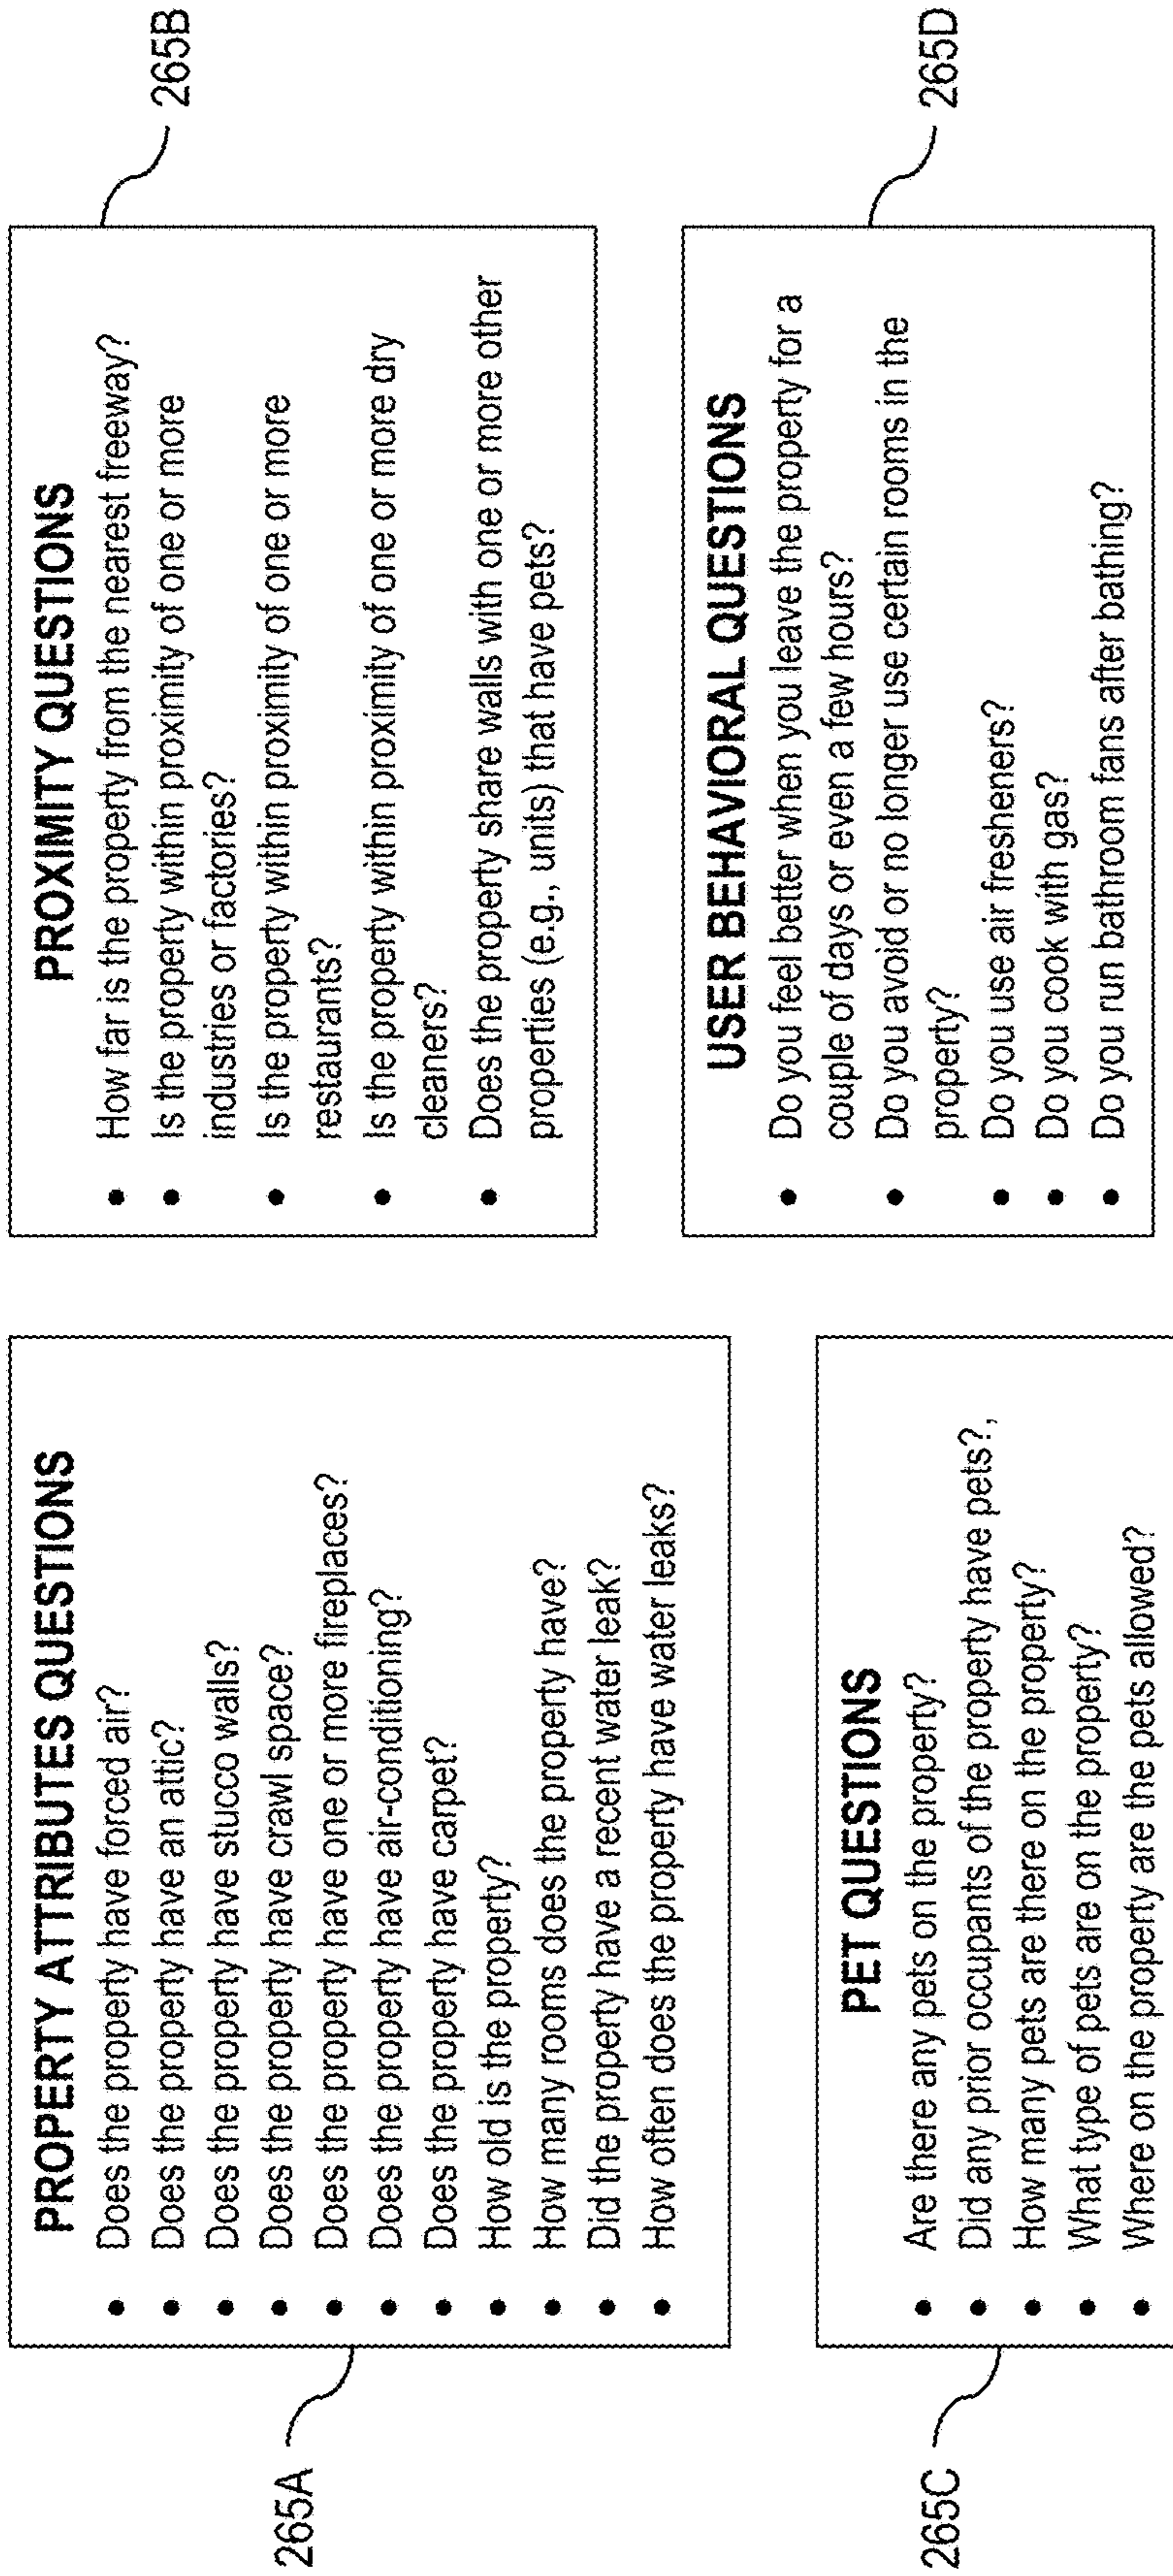 265A
PROPERTY ATTRIBUTES QUESTIONS
• Does the property have forced air?
• Does the property have an attic?
• Does the property have stucco walls?
• Does the property have crawl space?
• Does the property have one or more fireplaces?
• Does the property have air-conditioning?
• Does the property have carpet?
• How old is the property?
• How many rooms does the property have?
• Did the property have a recent water leak?
• How often does the property have water leaks?
265B
PROXIMITY QUESTIONS
• How far is the property from the nearest freeway?
• Is the property within proximity of one or more
industries or factories?
• Is the property within proximity of one or more
restaurants?
• Is the property within proximity of one or more dry
cleaners?
• Does the property share walls with one or more other
properties (e.g., units) that have pets?
265C
PET QUESTIONS
• Are there any pets on the property?
• Did any prior occupants of the property have pets?,
• How many pets are there on the property?
• What type of pets are on the property?
• Where on the property are the pets allowed?
265D
USER BEHAVIORAL QUESTIONS
• Do you feel better when you leave the property for a
couple of days or even a few hours?
• Do you avoid or no longer use certain rooms in the
property?
• Do you use air fresheners?
• Do you cook with gas?
• Do you run bathroom fans after bathing?